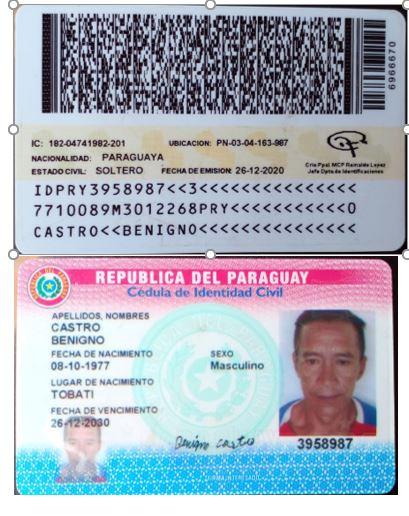 6966670
IC: 182-04741982-201 UBICACION: PN-03-04-163-987
NACIONALIDAD: PARAGUAYA
ESTADO CIVIL: SOLTERO FECHA DE EMISION: 26-12-2020
Crio Ppal. MCP Reinaldo Lopez
Jefe Dpto de Identificaciones
IDPRY3958987<<3<<<<<<<<<<<<<<<
7710089M3012268PRY<<<<<<<<<<<0
CASTRO<<BENIGNO<<<<<<<<<<<<<<<
REPUBLICA DEL PARAGUAY
Cédula de Identidad Civil
APELLIDOS, NOMBRES
CASTRO
BENIGNO
FECHA DE NACIMIENTO SEXO
08-10-1977 Masculino
LUGAR DE NACIMIENTO
TOBATI
FECHA DE VENCIMIENTO
26-12-2030
Benigno castro
3958987